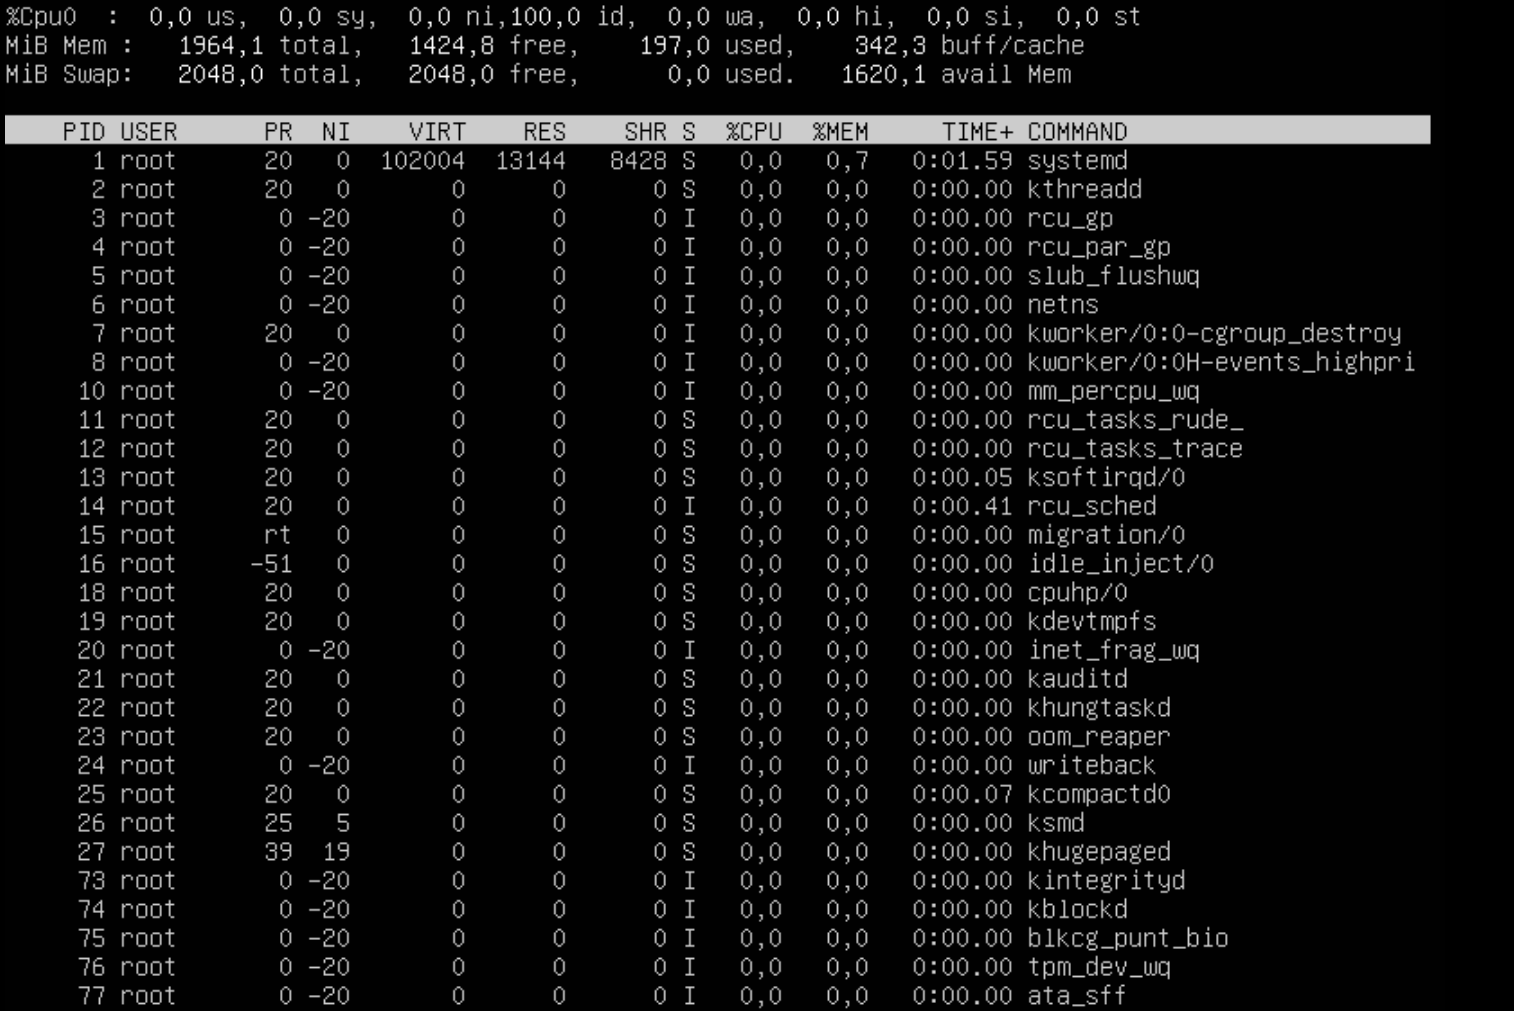 %Cpu0  :  0,0 us,  0,0 sy,  0,0 ni,100,0 id,  0,0 wa,  0,0 hi,  0,0 si,  0,0 st
MiB Mem :   1964,1 total,   1424,8 free,    197,0 used,    342,3 buff/cache
MiB Swap:   2048,0 total,   2048,0 free,      0,0 used.   1620,1 avail Mem
PID USER      PR  NI    VIRT    RES    SHR S  %CPU  %MEM     TIME+ COMMAND
1 root      20   0  102004  13144   8428 S   0,0   0,7   0:01.59 systemd
2 root      20   0       0      0      0 S   0,0   0,0   0:00.00 kthreadd
3 root       0 -20       0      0      0 I   0,0   0,0   0:00.00 rcu_gp
4 root       0 -20       0      0      0 I   0,0   0,0   0:00.00 rcu_par_gp
5 root       0 -20       0      0      0 I   0,0   0,0   0:00.00 slub_flushwq
6 root       0 -20       0      0      0 I   0,0   0,0   0:00.00 netns
7 root      20   0       0      0      0 I   0,0   0,0   0:00.00 kworker/0:0-cgroup_destroy
8 root       0 -20       0      0      0 I   0,0   0,0   0:00.00 kworker/0:0H-events_highpri
10 root       0 -20       0      0      0 I   0,0   0,0   0:00.00 mm_percpu_wq
11 root      20   0       0      0      0 S   0,0   0,0   0:00.00 rcu_tasks_rude_
12 root      20   0       0      0      0 S   0,0   0,0   0:00.00 rcu_tasks_trace
13 root      20   0       0      0      0 S   0,0   0,0   0:00.05 ksoftirqd/0
14 root      20   0       0      0      0 I   0,0   0,0   0:00.41 rcu_sched
15 root      rt   0       0      0      0 S   0,0   0,0   0:00.00 migration/0
16 root     -51   0       0      0      0 S   0,0   0,0   0:00.00 idle_inject/0
18 root      20   0       0      0      0 S   0,0   0,0   0:00.00 cpuhp/0
19 root      20   0       0      0      0 S   0,0   0,0   0:00.00 kdevtmpfs
20 root       0 -20       0      0      0 I   0,0   0,0   0:00.00 inet_frag_wq
21 root      20   0       0      0      0 S   0,0   0,0   0:00.00 kauditd
22 root      20   0       0      0      0 S   0,0   0,0   0:00.00 khungtaskd
23 root      20   0       0      0      0 S   0,0   0,0   0:00.00 oom_reaper
24 root       0 -20       0      0      0 I   0,0   0,0   0:00.00 writeback
25 root      20   0       0      0      0 S   0,0   0,0   0:00.07 kcompactd0
26 root      25   5       0      0      0 S   0,0   0,0   0:00.00 ksmd
27 root      39  19       0      0      0 S   0,0   0,0   0:00.00 khugepaged
73 root       0 -20       0      0      0 I   0,0   0,0   0:00.00 kintegrityd
74 root       0 -20       0      0      0 I   0,0   0,0   0:00.00 kblockd
75 root       0 -20       0      0      0 I   0,0   0,0   0:00.00 blkcg_punt_bio
76 root       0 -20       0      0      0 I   0,0   0,0   0:00.00 tpm_dev_wq
77 root       0 -20       0      0      0 I   0,0   0,0   0:00.00 ata_sff